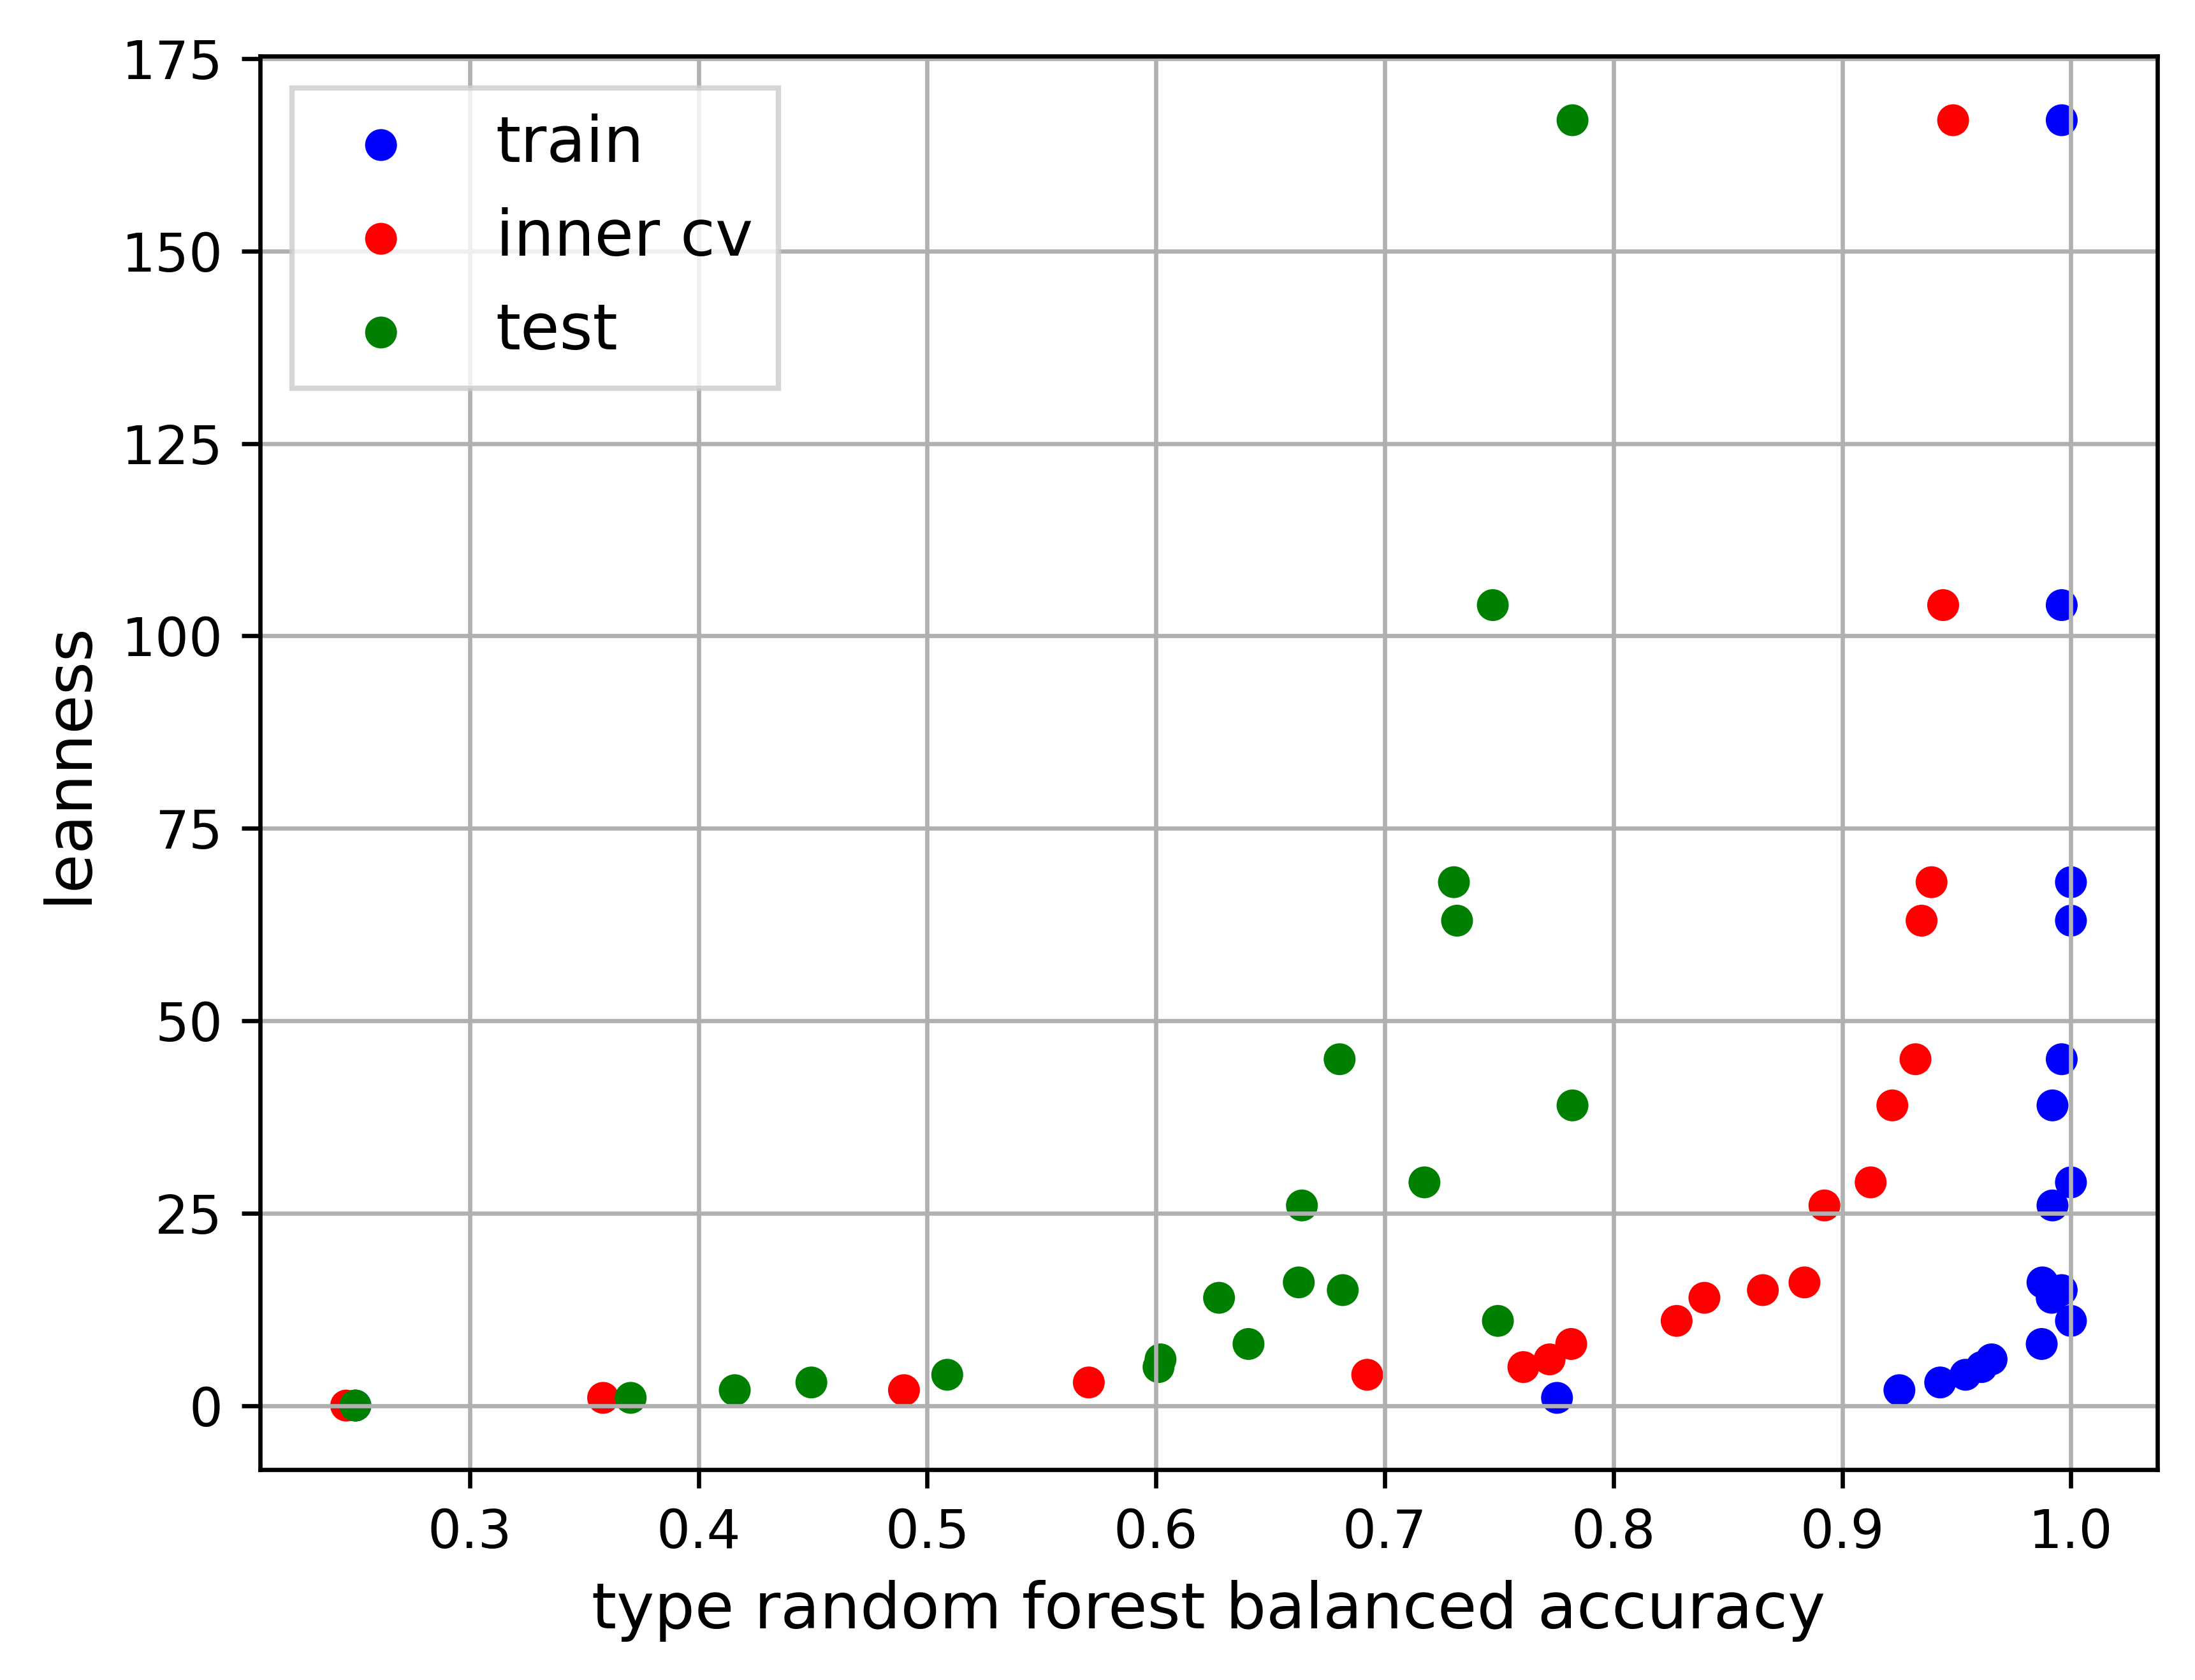 175
150
125
100
75
50
25
0
leanness
train
inner cv
test
0.3 0.4 0.5 0.6 0.7 0.8 0.9 1.0
type random forest balanced accuracy